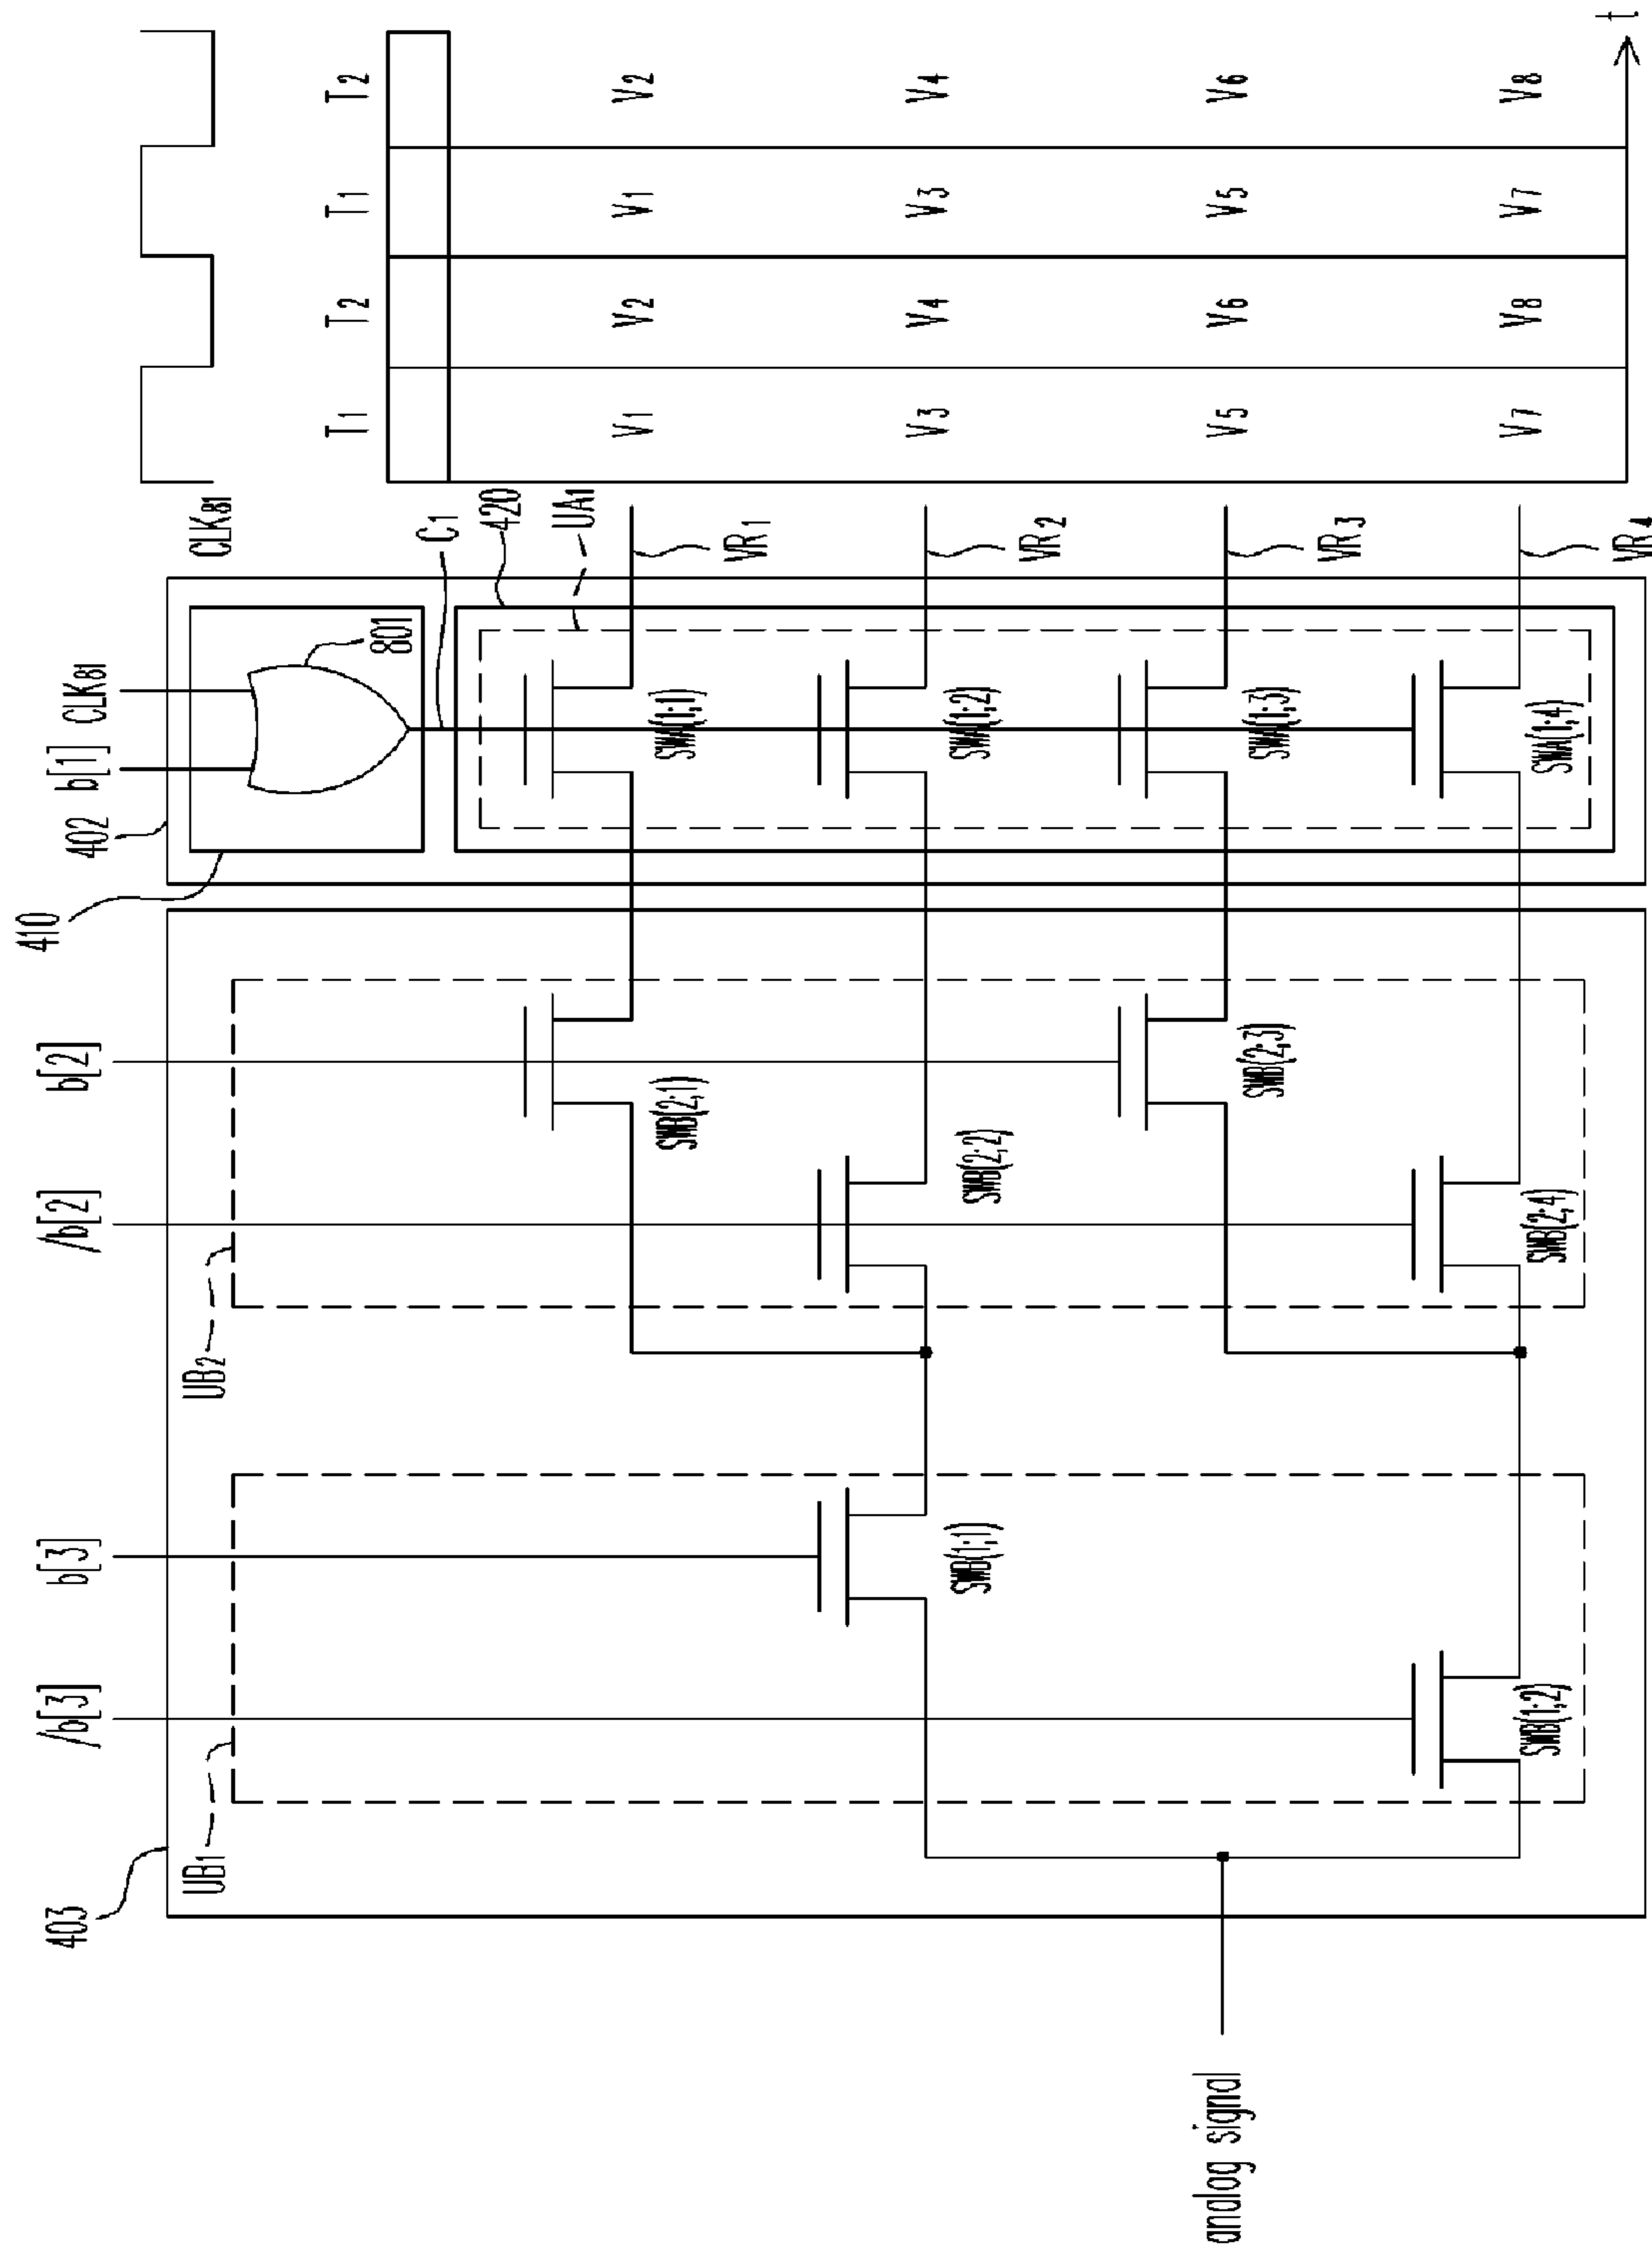 403
UB1
/b[3]
b[3]
UB2
/b[2]
b[2]
410
402
b[1]
CLK81
801
CLK81
C1
420
UA1
T1
T2
T1
T2
SWB(2;1)
SWA(1;1)
VR1
V1
V2
V1
V2
SWB(1;1)
SWB(2;2)
SWA(1;2)
VR2
V3
V4
V3
V4
SWB(2;3)
SWA(1;3)
VR3
V5
V6
V5
V6
analog signal
SWB(1;2)
SWB(2;4)
SWA(1;4)
VR4
V7
V8
V7
V8
t.